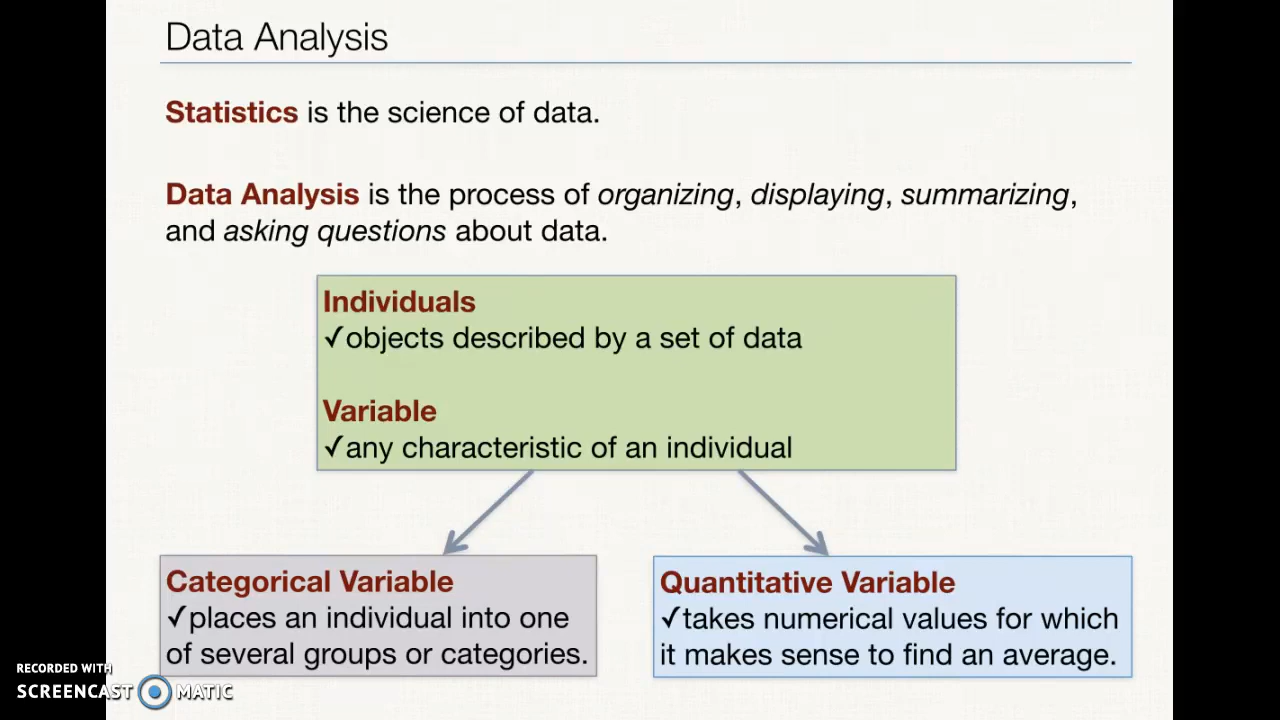 Data Analysis
Statistics is the science of data.
Data Analysis is the process of organizing, displaying, summarizing,
and asking questions about data.
Individuals
✓objects described by a set of data
Variable
✓any characteristic of an individual
Categorical Variable
✓places an individual into one
of several groups or categories.
Quantitative Variable
✓takes numerical values for which
it makes sense to find an average.
RECORDED WITH
SCREENCAST MATIC